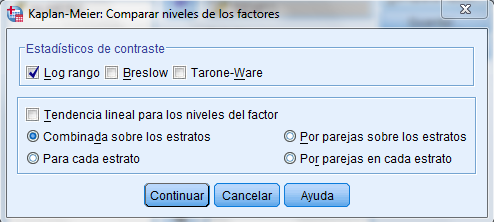 Kaplan-Meier: Comparar niveles de los factores
Estadísticos de contraste
Log rango Breslow Tarone-Ware
Tendencia lineal para los niveles del factor
Combinada sobre los estratos Por parejas sobre los estratos
Para cada estrato Por parejas en cada estrato
Continuar Cancelar Ayuda